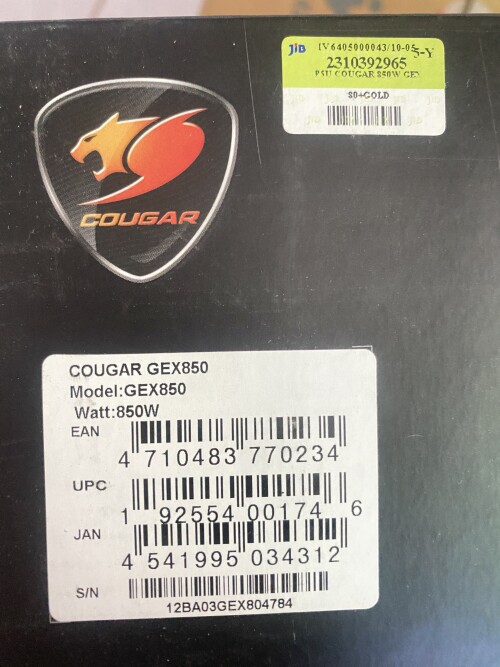 JIB IV6405000043/10-05
5-Y
2310392965
PSU COUGAR 850W GEX
80+GOLD
COUGAR
COUGAR GEX850
Model:GEX850
Watt:850W
EAN
4 710483 770234
UPC
1 92554 00174 6
JAN
4 541995 034312
S/N
12BA03GEX804784